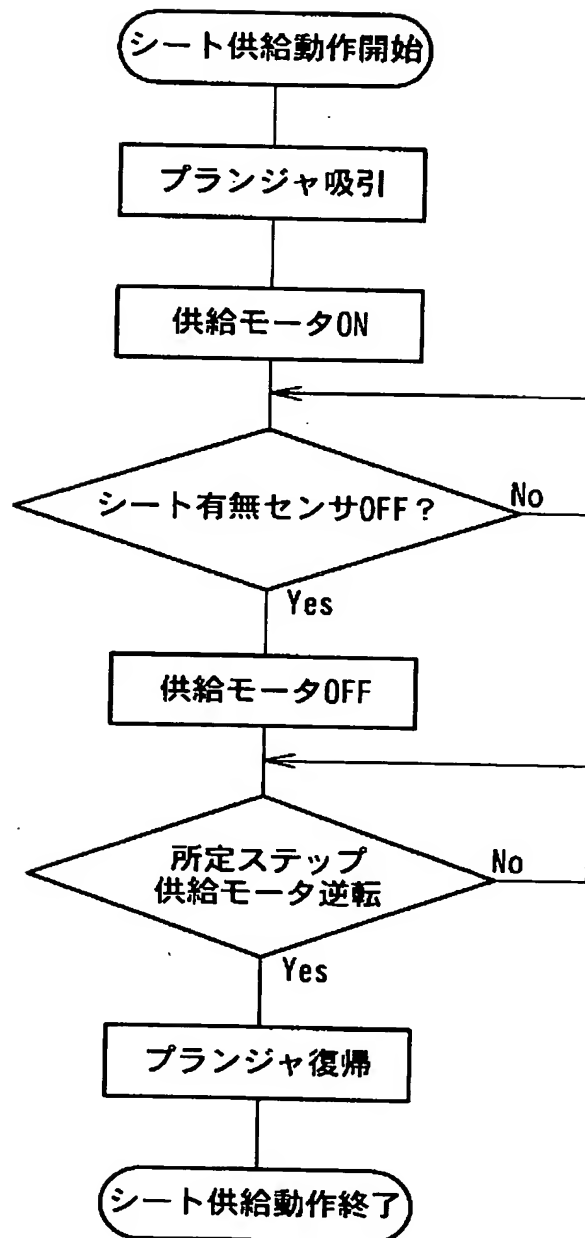 シート供給動作開始
プランジャ吸引
供給モータON
シート有無センサOFF?
No
Yes
供給モータOFF
所定ステップ
供給モータ逆転
No
Yes
プランジャ復帰
シート供給動作終了